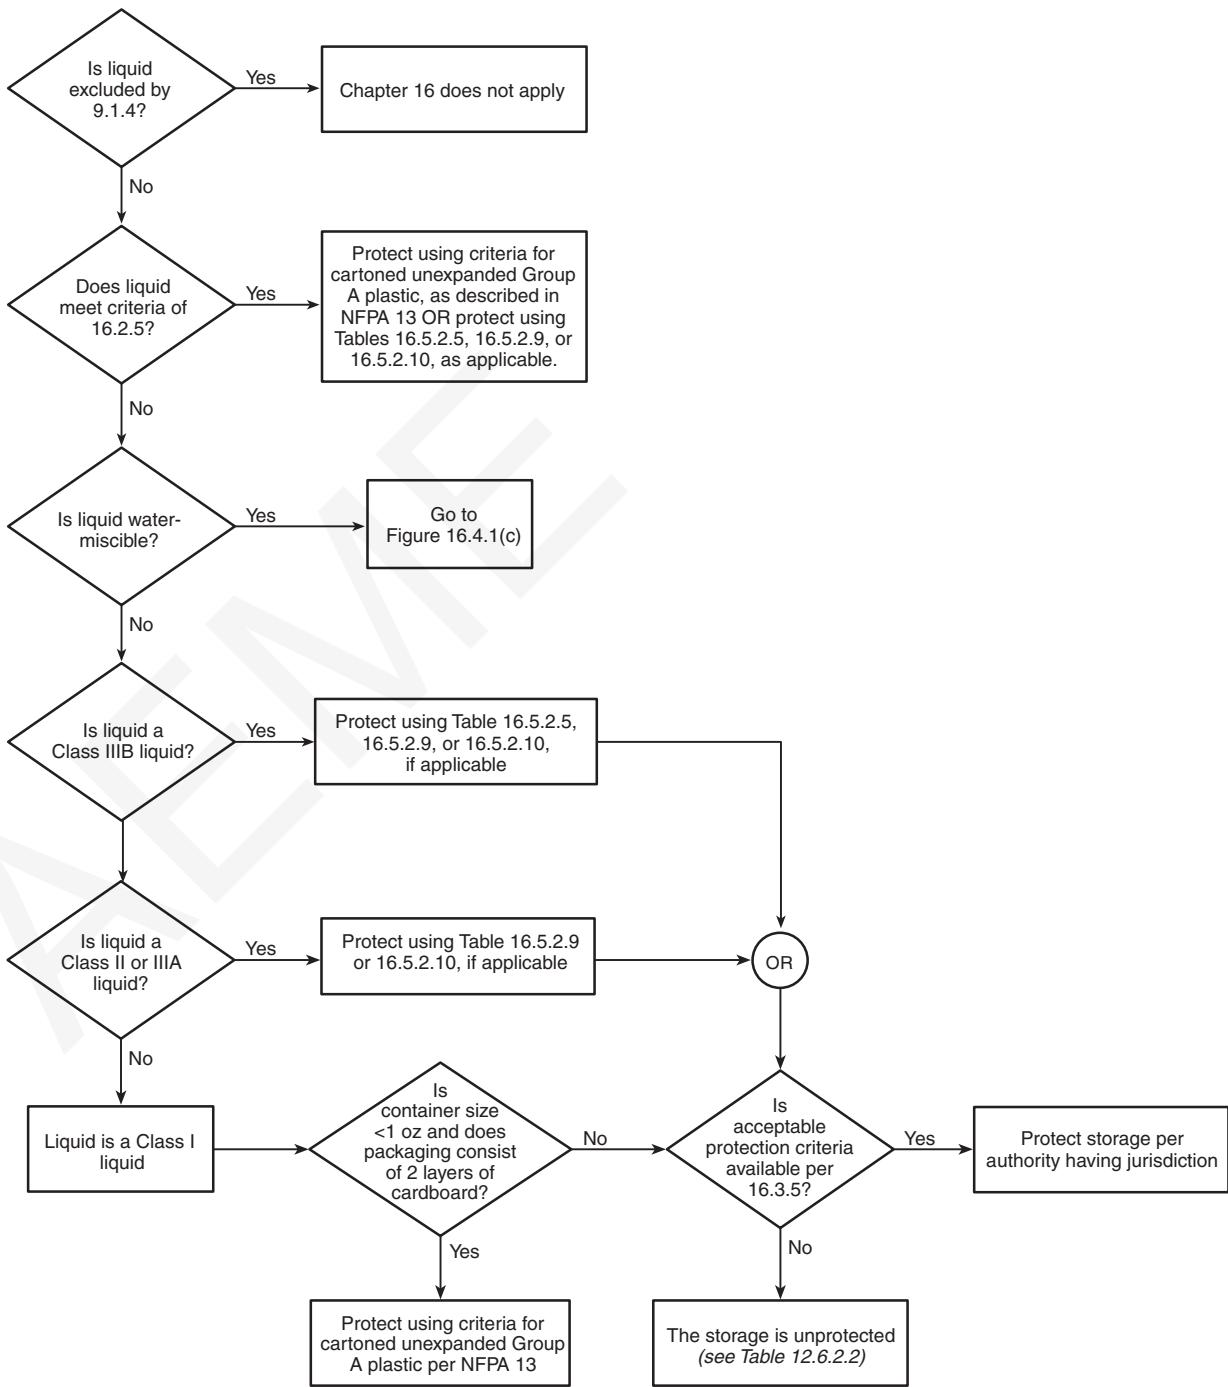 Is liquid
excluded by
9.1.4?
Yes
Chapter 16 does not apply
No
Does liquid
meet criteria of
16.2.5?
Yes
Protect using criteria for
cartoned unexpanded Group
A plastic, as described in
NFPA 13 OR protect using
Tables 16.5.2.5, 16.5.2.9, or
16.5.2.10, as applicable.
No
Is liquid water-
miscible?
Yes
Go to
Figure 16.4.1(c)
No
Is liquid a
Class IIIB liquid?
Yes
Protect using Table 16.5.2.5,
16.5.2.9, or 16.5.2.10,
if applicable
Is liquid a
Class II or IIIA
liquid?
Yes
Protect using Table 16.5.2.9
or 16.5.2.10, if applicable
OR
No
Liquid is a Class I
liquid
Is
container size
<1 oz and does
packaging consist
of 2 layers of
cardboard?
No
Is
acceptable
protection criteria
available per
16.3.5?
Yes
Protect storage per
authority having jurisdiction
Yes
No
Protect using criteria for
cartoned unexpanded Group
A plastic per NFPA 13
The storage is unprotected
(see Table 12.6.2.2)
AEME